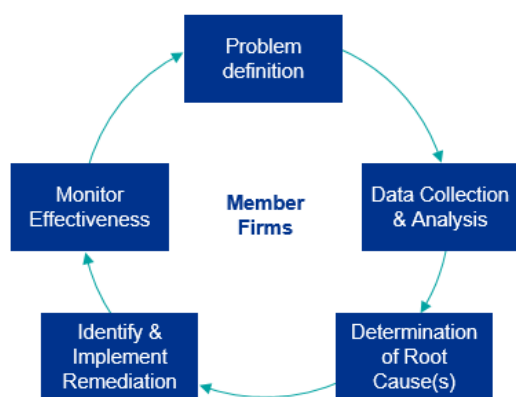 Problem
definition
Data Collection
& Analysis
Determination
of Root
Cause(s)
Identify &
Implement
Remediation
Monitor
Effectiveness
Member
Firms